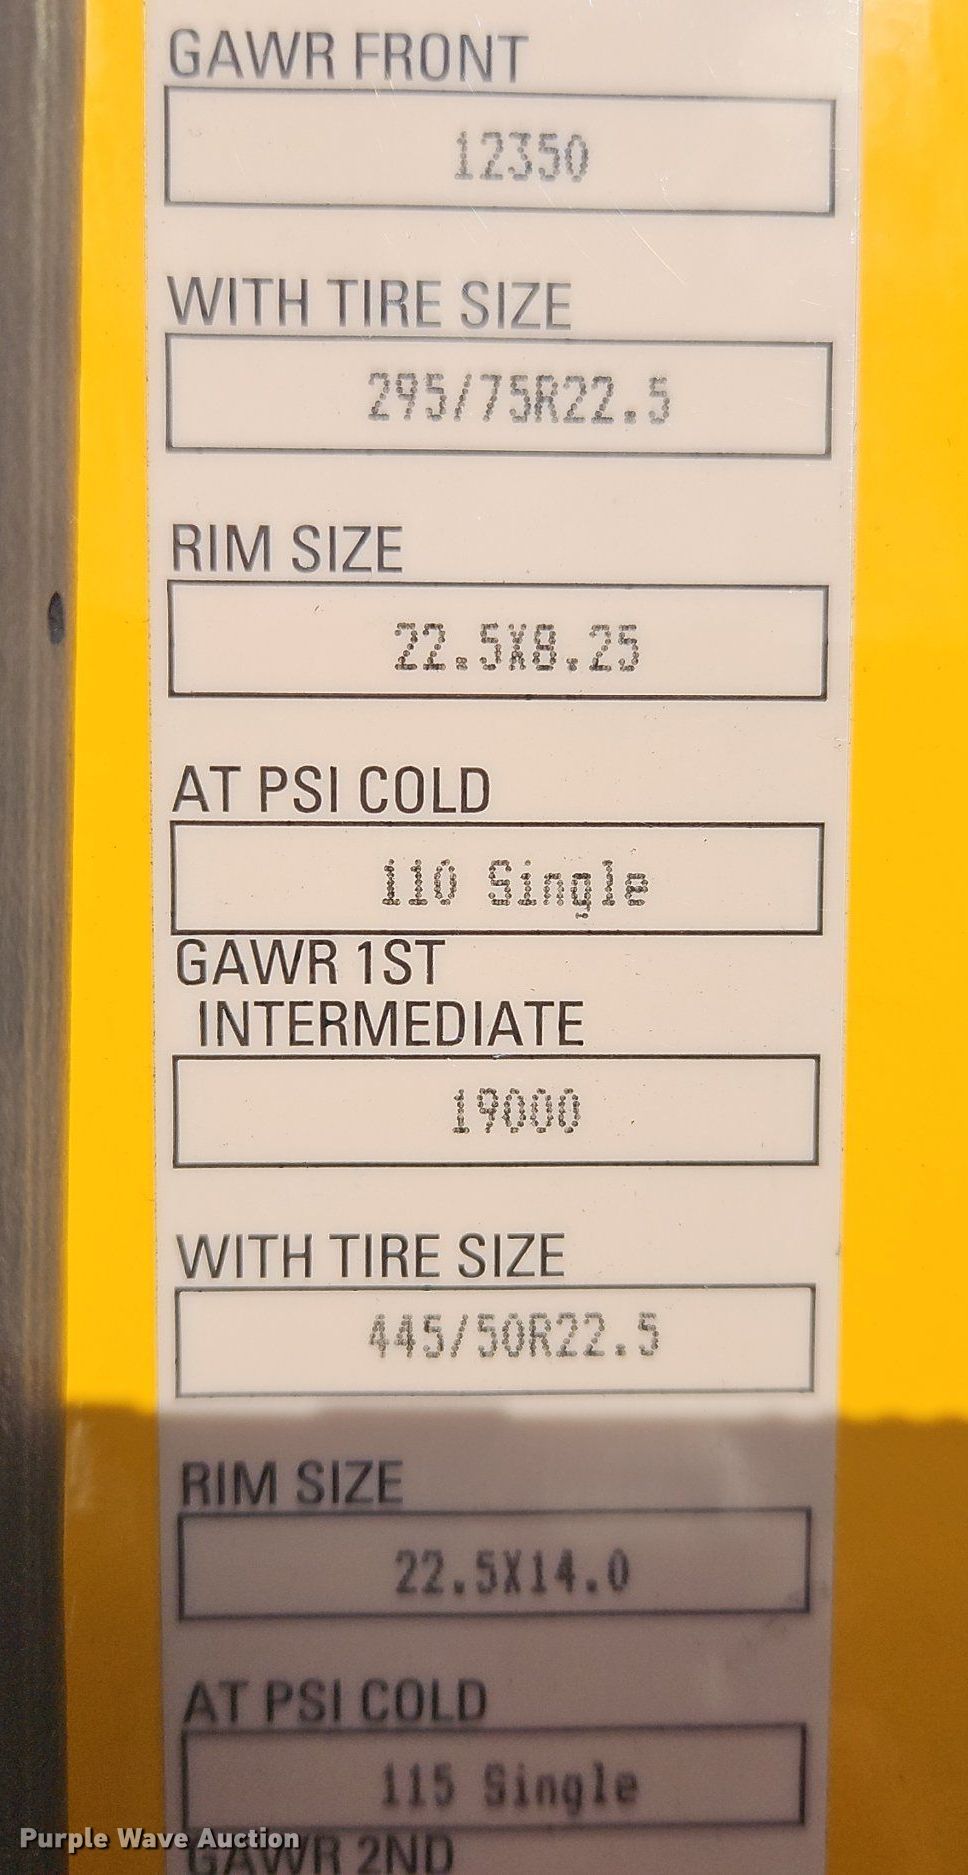 GAWR FRONT
12350
WITH TIRE SIZE
295/75R22.5
RIM SIZE
22.5X8.25
AT PSI COLD
110 Single
GAWR 1ST
INTERMEDIATE
19000
WITH TIRE SIZE
445/50R22.5
RIM SIZE
22.5X14.0
AT PSI COLD
115 Single
Purple Wave Auction
GAWR 2ND